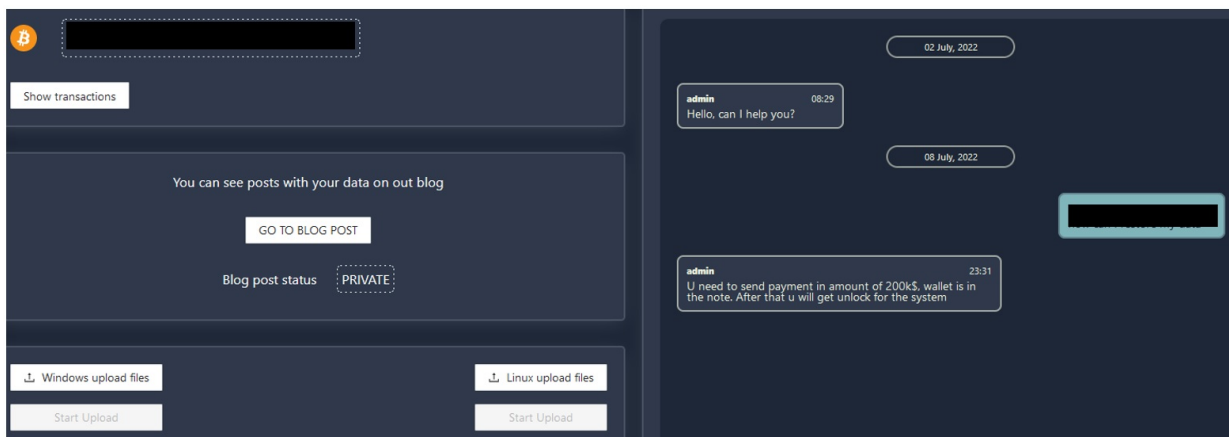 Show transactions
You can see posts with your data on out blog
GO TO BLOG POST
Blog post status PRIVATE
Windows upload files
Linux upload files
Start Upload
Start Upload
02 July, 2022
admin 08:29
Hello, can I help you?
08 July, 2022
admin 23:31
U need to send payment in amount of 200k$, wallet is in
the note. After that u will get unlock for the system